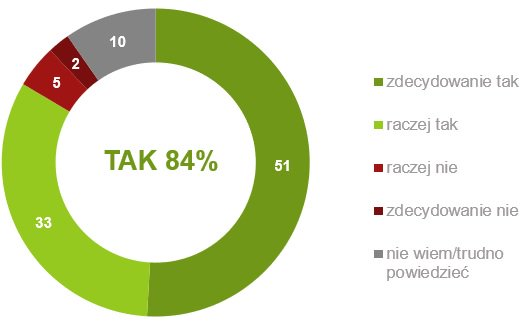 10
2
5
51
33
TAK 84%
zdecydowanie tak
raczej tak
raczej nie
zdecydowanie nie
nie wiem/trudno
powiedzieć